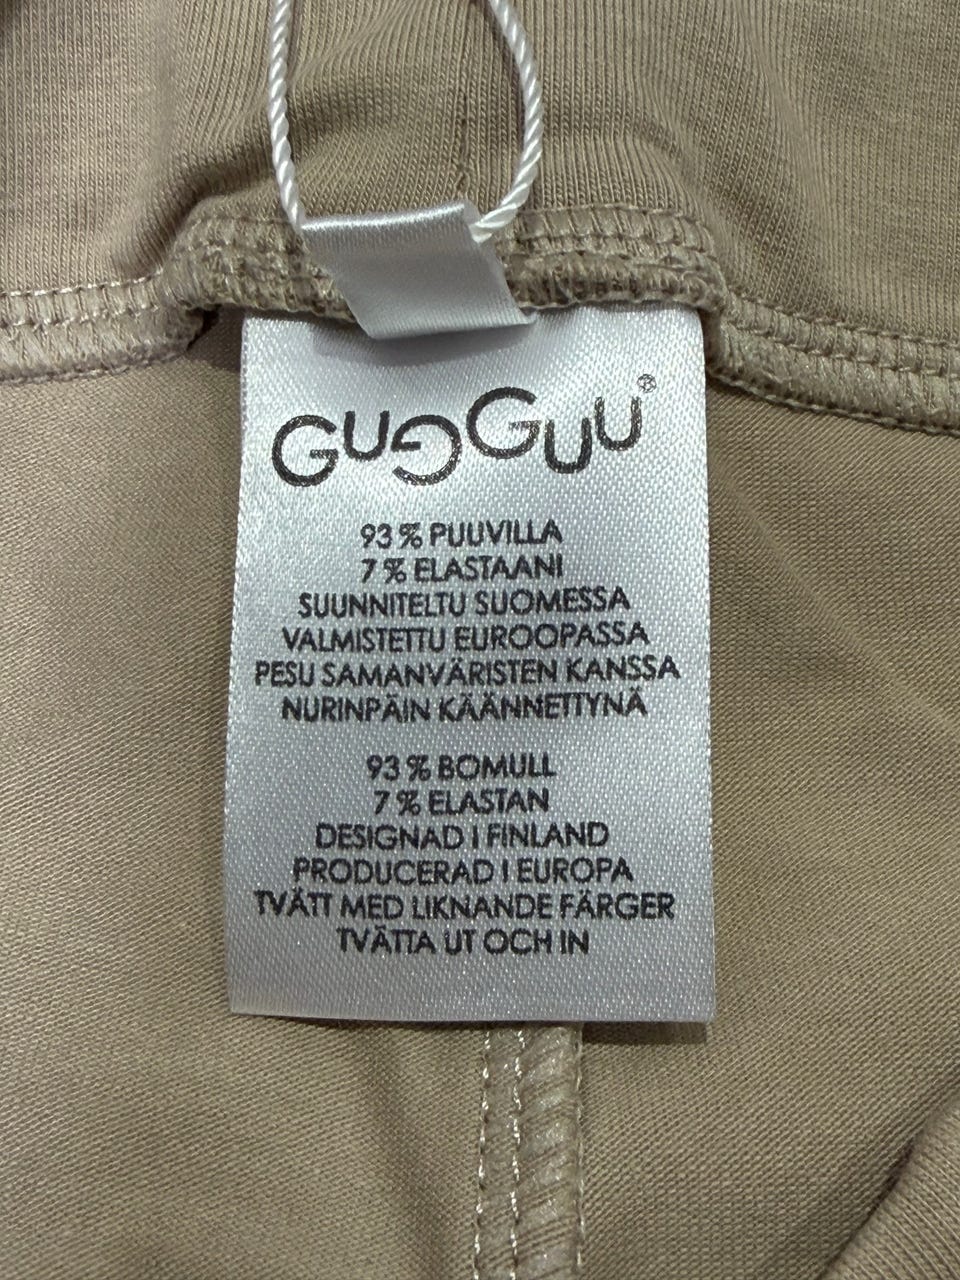 GUGGUU®
93 % PUUVILLA
7 % ELASTAANI
SUUNNITELTU SUOMESSA
VALMISTETTU EUROOPASSA
PESU SAMANVÄRISTEN KANSSA
NURINPÄIN KÄÄNNETTYNÄ
93 % BOMULL
7 % ELASTAN
DESIGNAD I FINLAND
PRODUCERAD I EUROPA
TVÄTT MED LIKNANDE FÄRGER
TVÄTTA UT OCH IN